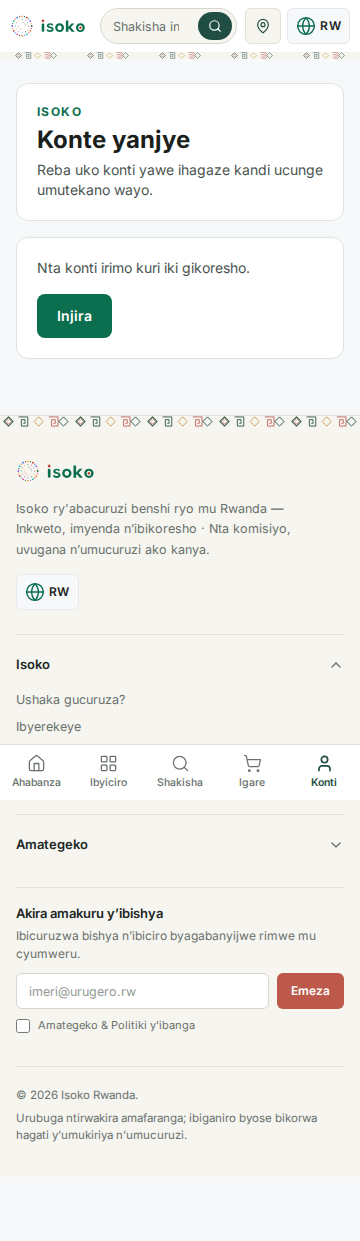 isoko
Shakisha in
RW
ISOKO
Konte yanjye
Reba uko konti yawe ihagaze kandi ucunge
umutekano wayo.
Nta konti irimo kuri iki gikoresho.
Injira
isoko
Isoko ry'abacuruzi benshi ryo mu Rwanda —
Inkweto, imyenda n’ibikoresho · Nta komisiyo,
uvugana n’umucuruzi ako kanya.
RW
Isoko
Ushaka gucuruza?
Ibyerekeye
Ahabanza
Ibyiciro
Shakisha
Igare
Konti
Amategeko
Akira amakuru y’ibishya
Ibicuruzwa bishya n’ibiciro byagabanyijwe rimwe mu
cyumweru.
imeri@urugero.rw
Emeza
Amategeko & Politiki y'ibanga
© 2026 Isoko Rwanda.
Urubuga ntirwakira amafaranga; ibiganiro byose bikorwa
hagati y’umukiriya n’umucuruzi.